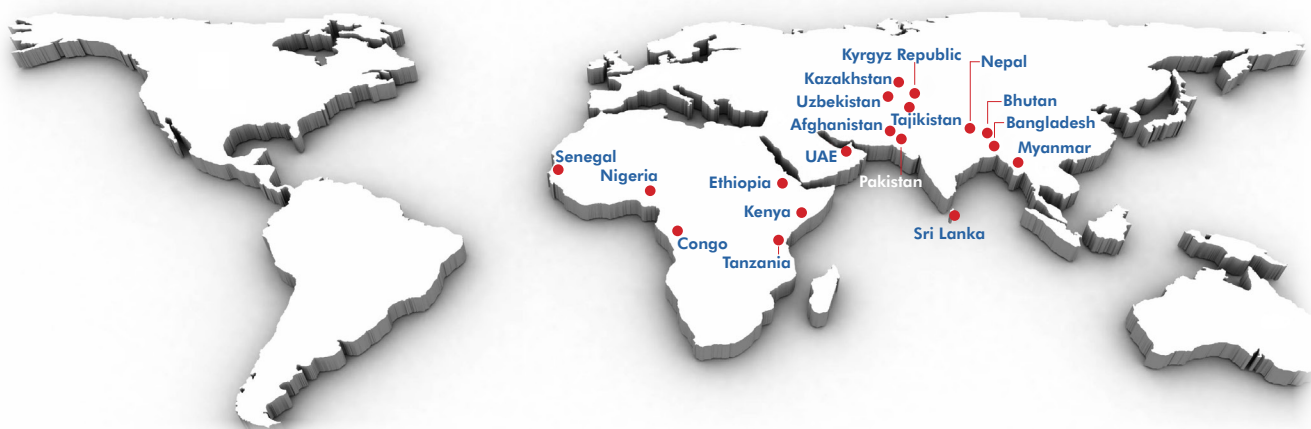 Kyrgyz Republic
Nepal
Kazakhstan
Uzbekistan
Bhutan
Tajikistan
Bangladesh
Afghanistan
Myanmar
UAE
Senegal
Nigeria
Ethiopia
Pakistan
Kenya
Sri Lanka
Congo
Tanzania